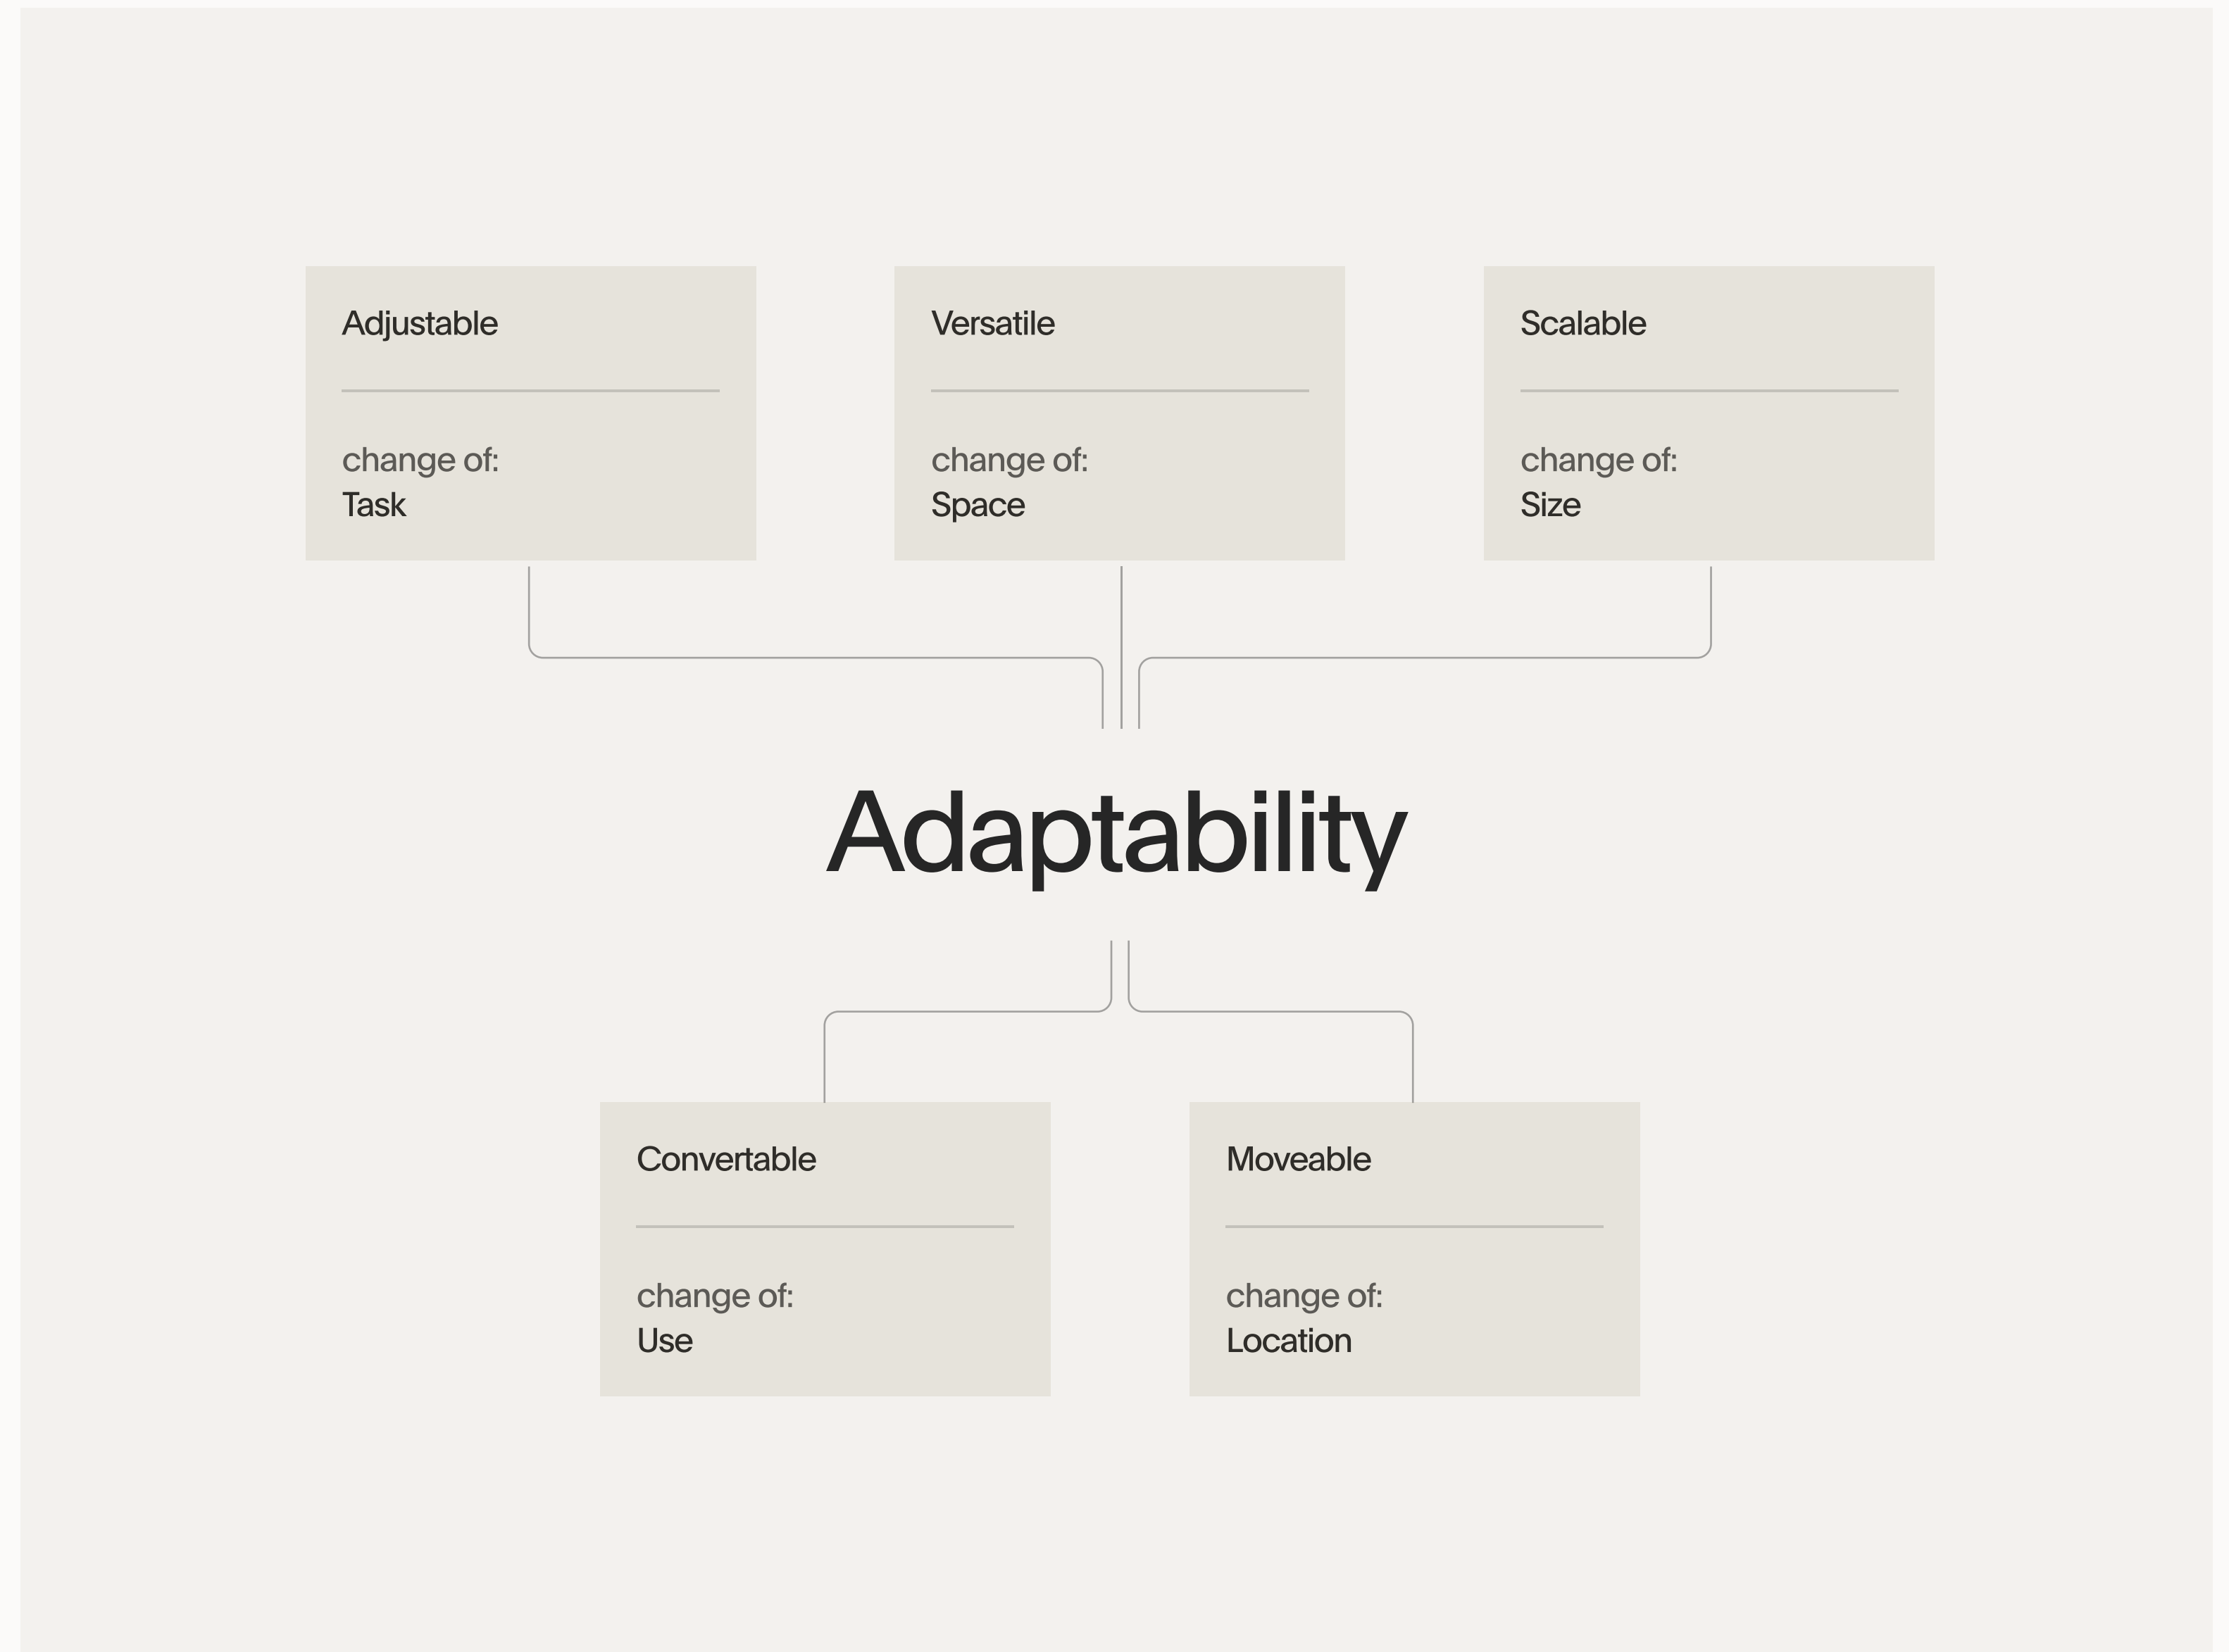 Adjustable
change of:
Task
Versatile
change of:
Space
Scalable
change of:
Size
Adaptability
Convertable
change of:
Use
Moveable
change of:
Location